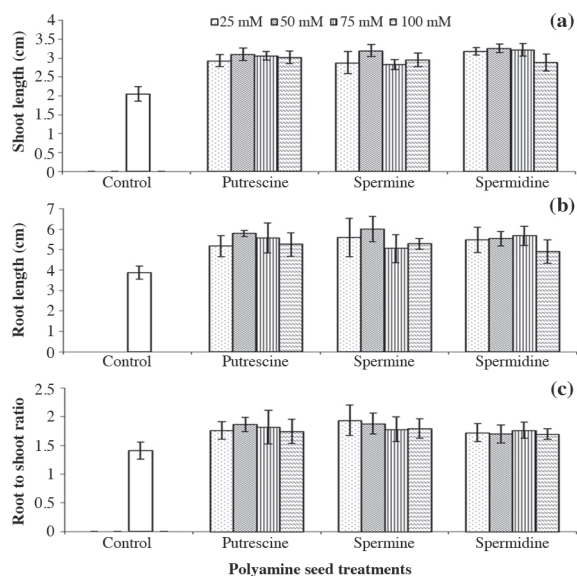 25 mM 50 mM 75 mM 100 mM
(a)
Shoot length (cm)
4
3.5
3
2.5
2
1.5
1
0.5
0
Control Putrescine Spermine Spermidine
(b)
Root length (cm)
7
6
5
4
3
2
1
0
Control Putrescine Spermine Spermidine
(c)
Root to shoot ratio
2.5
2
1.5
1
0.5
0
Control Putrescine Spermine Spermidine
Polyamine seed treatments